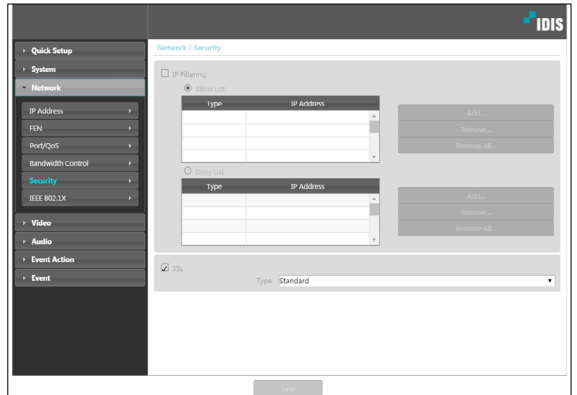 IDIS
Quick Setup
System
Network
IP Address
FEN
Port/QoS
Bandwidth Control
Security
IEEE 802.1X
Video
Audio
Event Action
Event
Network / Security
IP Filtering
Allow List
Type IP Address
Add...
Remove...
Remove All...
Deny List
Type IP Address
Add...
Remove...
Remove All...
SSL
Type Standard
Save